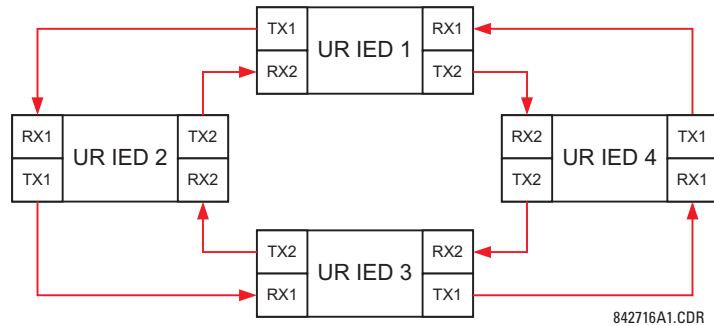 TX1 UR IED 1 RX1
RX2 TX2
RX1 UR IED 2 TX2
TX1 RX2
RX2 UR IED 4 TX1
TX2 RX1
TX2 UR IED 3 RX2
RX1 TX1
842716A1.CDR